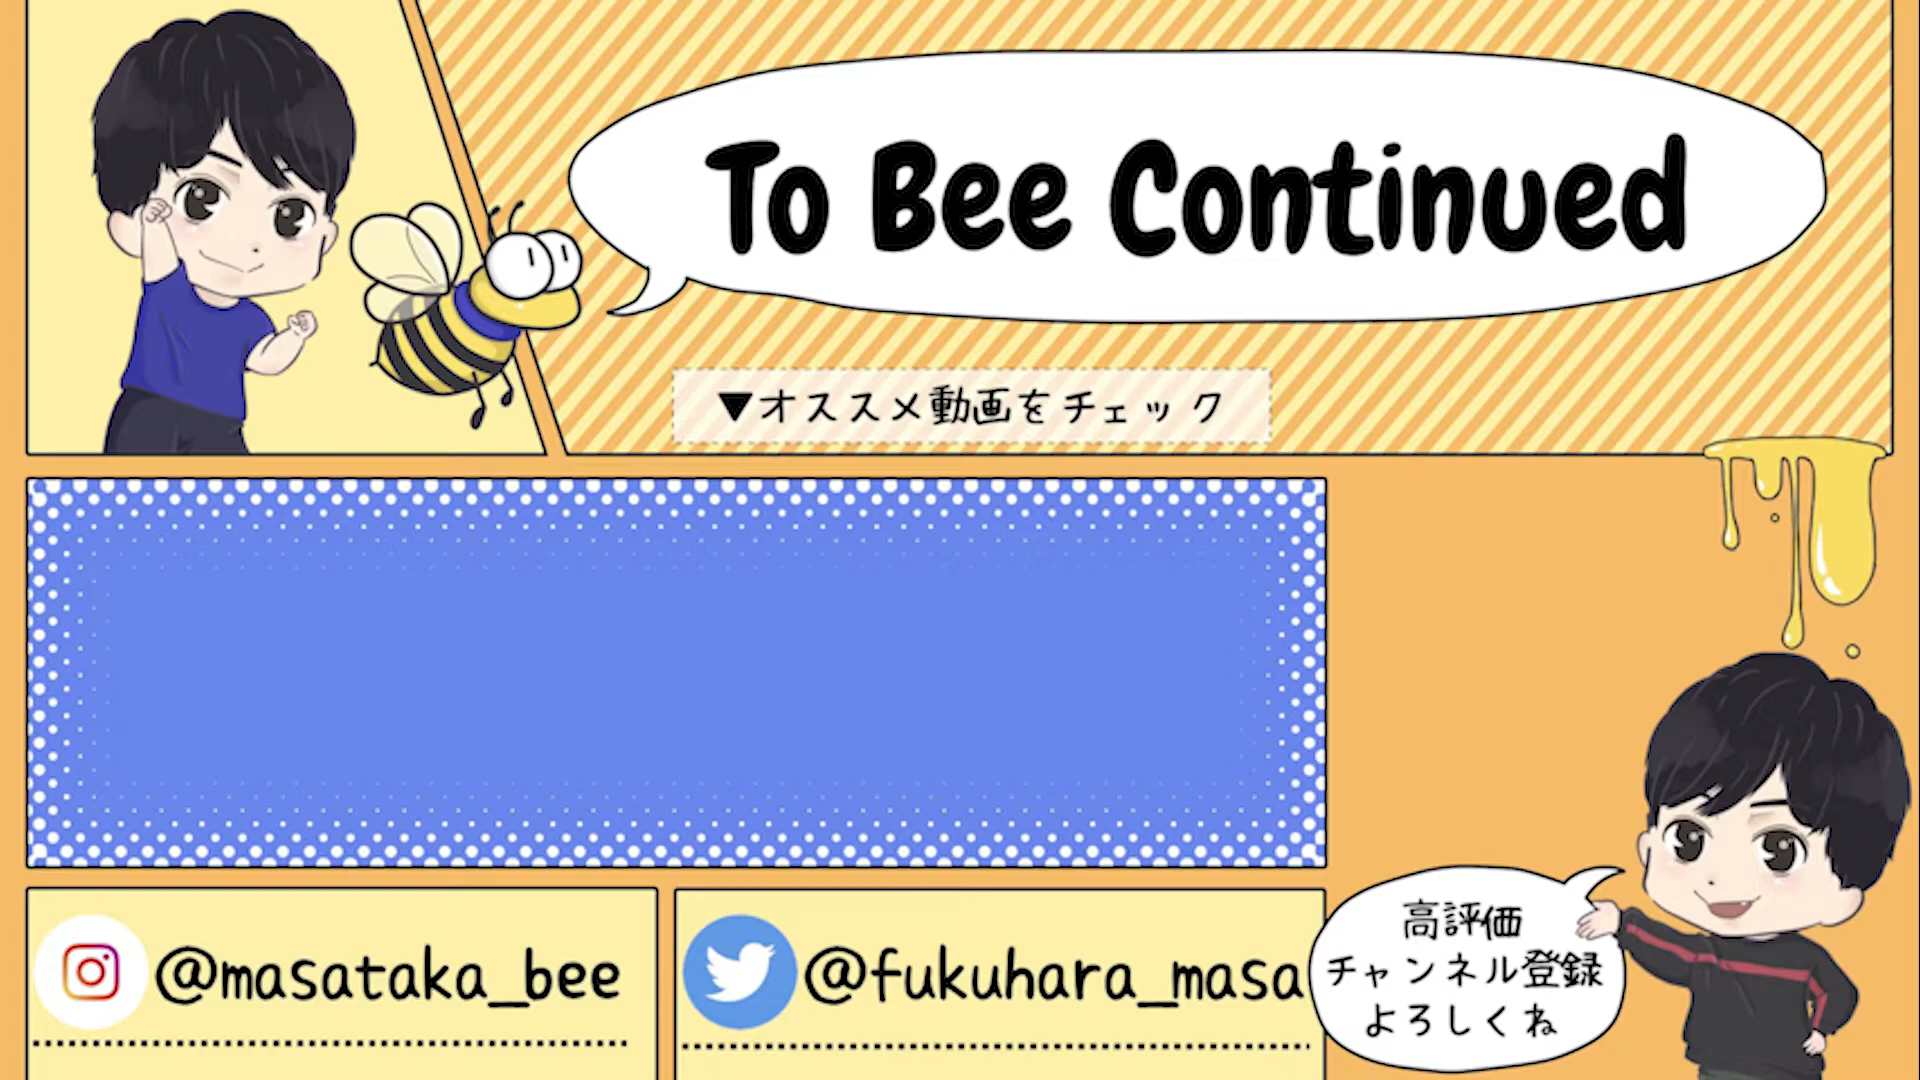 To Bee Continued
▼オススメ動画をチェック
@masataka_bee
@fukuhara_masa
高評価
チャンネル登録
よろしくね